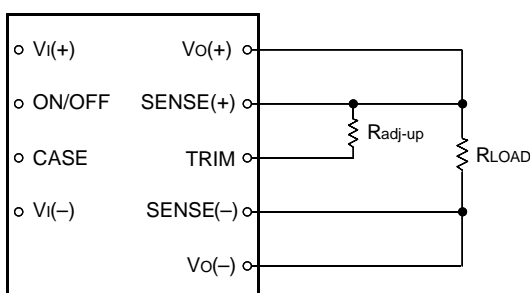 VI(+)
VO(+)
ON/OFF
SENSE(+)
Radj-up
CASE
TRIM
RLOAD
VI(–)
SENSE(–)
VO(–)